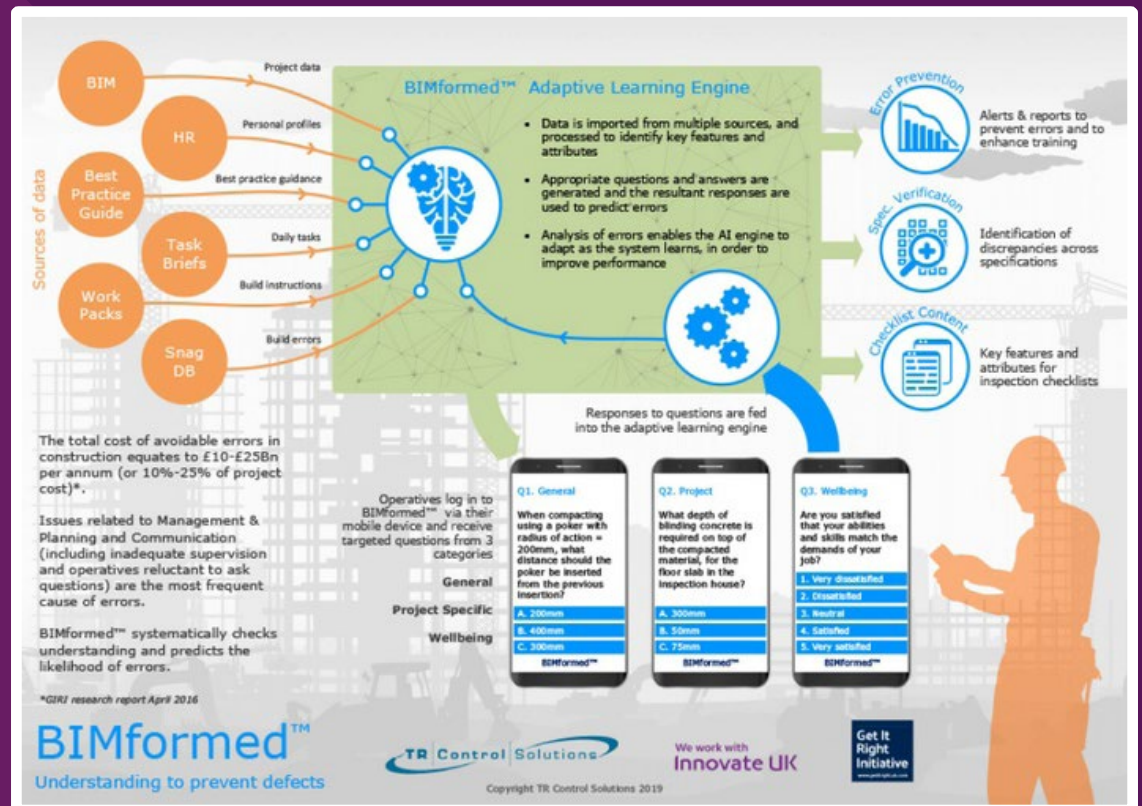 Sources of data
BIM
HR
Best
Practice
Guide
Task
Briefs
Work
Packs
Snag
DB
Project data
Personal profiles
Best practice guidance
Daily tasks
Build instructions
Build errors
BIMformed™ Adaptive Learning Engine
• Data is imported from multiple sources, and
processed to identify key features and
attributes
• Appropriate questions and answers are
generated and the resultant responses are
used to predict errors
• Analysis of errors enables the AI engine to
adapt as the system learns, in order to
improve performance
Error Prevention
Alerts & reports to
prevent errors and to
enhance training
Spec. Verification
Identification of
discrepancies across
specifications
Checklist Content
Key features and
attributes for
inspection checklists
Responses to questions are fed
into the adaptive learning engine
The total cost of avoidable errors in
construction equates to £10-£25Bn
per annum (or 10%-25% of project
cost)*.
Issues related to Management &
Planning and Communication
(including inadequate supervision
and operatives reluctant to ask
questions) are the most frequent
cause of errors.
BIMformed™ systematically checks
understanding and predicts the
likelihood of errors.
*GIRI research report April 2016
Operatives log in to
BIMformed™ via their
mobile device and receive
targeted questions from 3
categories
General
Project Specific
Wellbeing
Q1. General
When compacting
using a poker with
radius of action =
200mm, what
distance should the
poker be inserted
from the previous
insertion?
A. 200mm
B. 400mm
C. 300mm
BIMformed™
Q2. Project
What depth of
blinding concrete is
required on top of
the compacted
material, for the
floor slab in the
inspection house?
A. 300mm
B. 50mm
C. 75mm
BIMformed™
Q3. Wellbeing
Are you satisfied
that your abilities
and skills match the
demands of your
job?
1. Very dissatisfied
2. Dissatisfied
3. Neutral
4. Satisfied
5. Very satisfied
BIMformed™
BIMformed™
Understanding to prevent defects
TR Control Solutions
We work with
Innovate UK
Get It
Right
Initiative
Copyright TR Control Solutions 2019